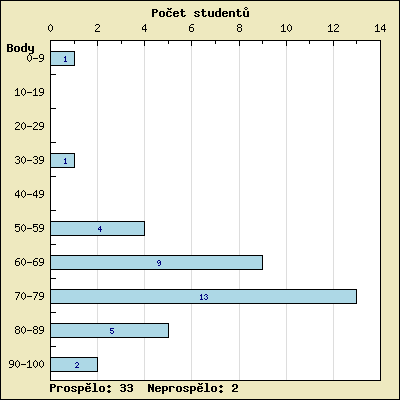 Počet studentů
0 2 4 6 8 10 12 14
Body
0-9 1
10-19
20-29
30-39 1
40-49
50-59 4
60-69 9
70-79 13
80-89 5
90-100 2
Prospělo: 33 Neprospělo: 2